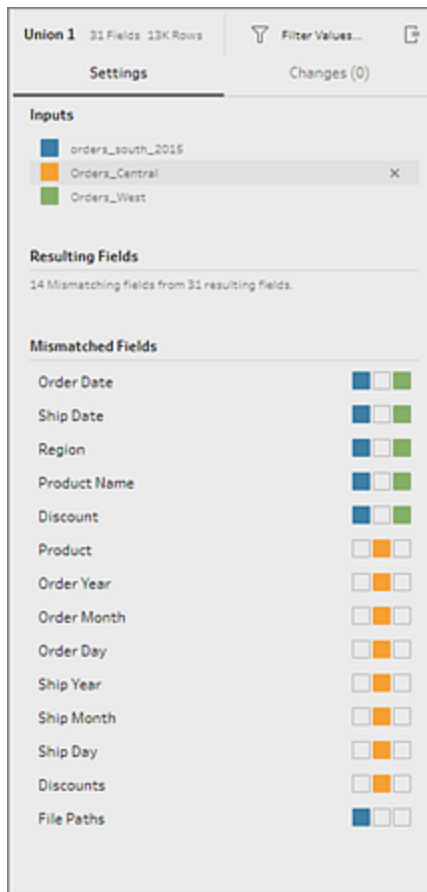 Union 1 31 Fields 13K Rows Filter Values...
Settings Changes (0)
Inputs
orders_south_2015
Orders_Central
Orders_West
Resulting Fields
14 Mismatching fields from 31 resulting fields.
Mismatched Fields
Order Date
Ship Date
Region
Product Name
Discount
Product
Order Year
Order Month
Order Day
Ship Year
Ship Month
Ship Day
Discounts
File Paths